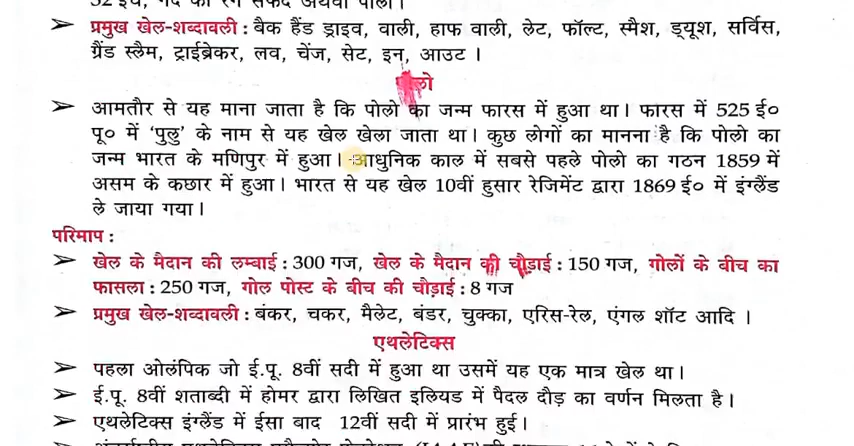 52 इंच, गेंद का रंग सफेद अथवा पीला।
➢ प्रमुख खेल-शब्दावली : बैक हैंड ड्राइव, वाली, हाफ वाली, लेट, फॉल्ट, स्मैश, ड्यूश, सर्विस,
ग्रैंड स्लैम, ट्राईब्रेकर, लव, चेंज, सेट, इन, आउट ।
पोलो
➢ आमतौर से यह माना जाता है कि पोलो का जन्म फारस में हुआ था। फारस में 525 ई०
पू० में 'पुलु' के नाम से यह खेल खेला जाता था। कुछ लोगों का मानना है कि पोलो का
जन्म भारत के मणिपुर में हुआ। आधुनिक काल में सबसे पहले पोलो का गठन 1859 में
असम के कछार में हुआ। भारत से यह खेल 10वीं हुसार रेजिमेंट द्वारा 1869 ई० में इंग्लैंड
ले जाया गया।
परिमाप :
➢ खेल के मैदान की लम्बाई : 300 गज, खेल के मैदान की चौड़ाई : 150 गज, गोलों के बीच का
फासला : 250 गज, गोल पोस्ट के बीच की चौड़ाई : 8 गज
➢ प्रमुख खेल-शब्दावली : बंकर, चकर, मैलेट, बंडर, चुक्का, एरिस-रेल, एंगल शॉट आदि ।
एथलेटिक्स
➢ पहला ओलंपिक जो ई.पू. 8वीं सदी में हुआ था उसमें यह एक मात्र खेल था।
➢ ई.पू. 8वीं शताब्दी में होमर द्वारा लिखित इलियड में पैदल दौड़ का वर्णन मिलता है।
➢ एथलेटिक्स इंग्लैंड में ईसा बाद 12वीं सदी में प्रारंभ हुई।